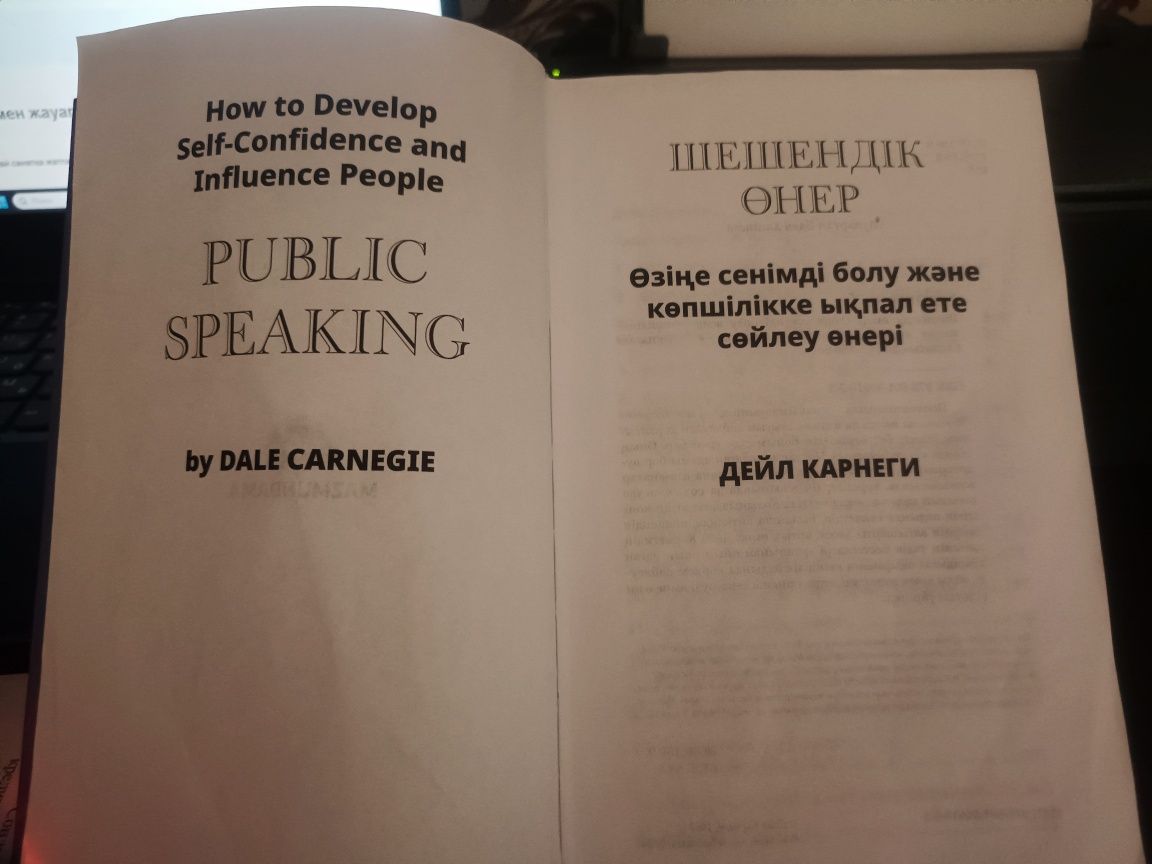 How to Develop
Self-Confidence and
Influence People
PUBLIC
SPEAKING
by DALE CARNEGIE
ШЕШЕНДІК
ӨНЕР
Өзіңе сенімді болу және
көпшілікке ықпал ете
сөйлеу өнері
ДЕЙЛ КАРНЕГИ